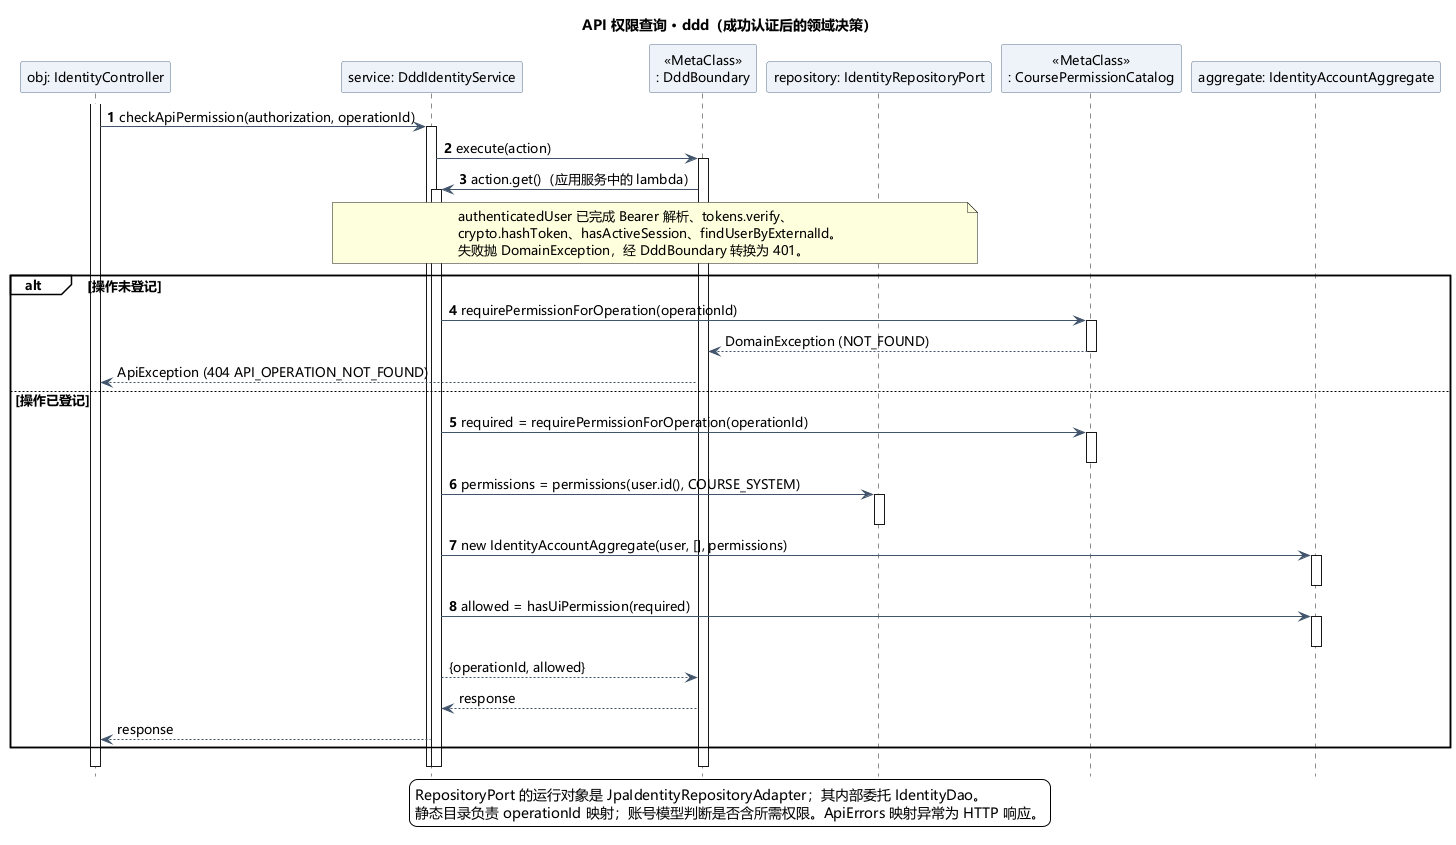 API 权限查询 · ddd（成功认证后的领域决策）
obj: IdentityController
service: DddIdentityService
«MetaClass»
: DddBoundary
repository: IdentityRepositoryPort
«MetaClass»
: CoursePermissionCatalog
aggregate: IdentityAccountAggregate
1 checkApiPermission(authorization, operationId)
2 execute(action)
3 action.get()（应用服务中的 lambda）
authenticatedUser 已完成 Bearer 解析、tokens.verify、
crypto.hashToken、hasActiveSession、findUserByExternalId。
失败抛 DomainException，经 DddBoundary 转换为 401。
alt [操作未登记]
4 requirePermissionForOperation(operationId)
DomainException (NOT_FOUND)
ApiException (404 API_OPERATION_NOT_FOUND)
[操作已登记]
5 required = requirePermissionForOperation(operationId)
6 permissions = permissions(user.id(), COURSE_SYSTEM)
7 new IdentityAccountAggregate(user, [], permissions)
8 allowed = hasUiPermission(required)
{operationId, allowed}
response
response
RepositoryPort 的运行对象是 JpaIdentityRepositoryAdapter；其内部委托 IdentityDao。
静态目录负责 operationId 映射；账号模型判断是否含所需权限。ApiErrors 映射异常为 HTTP 响应。